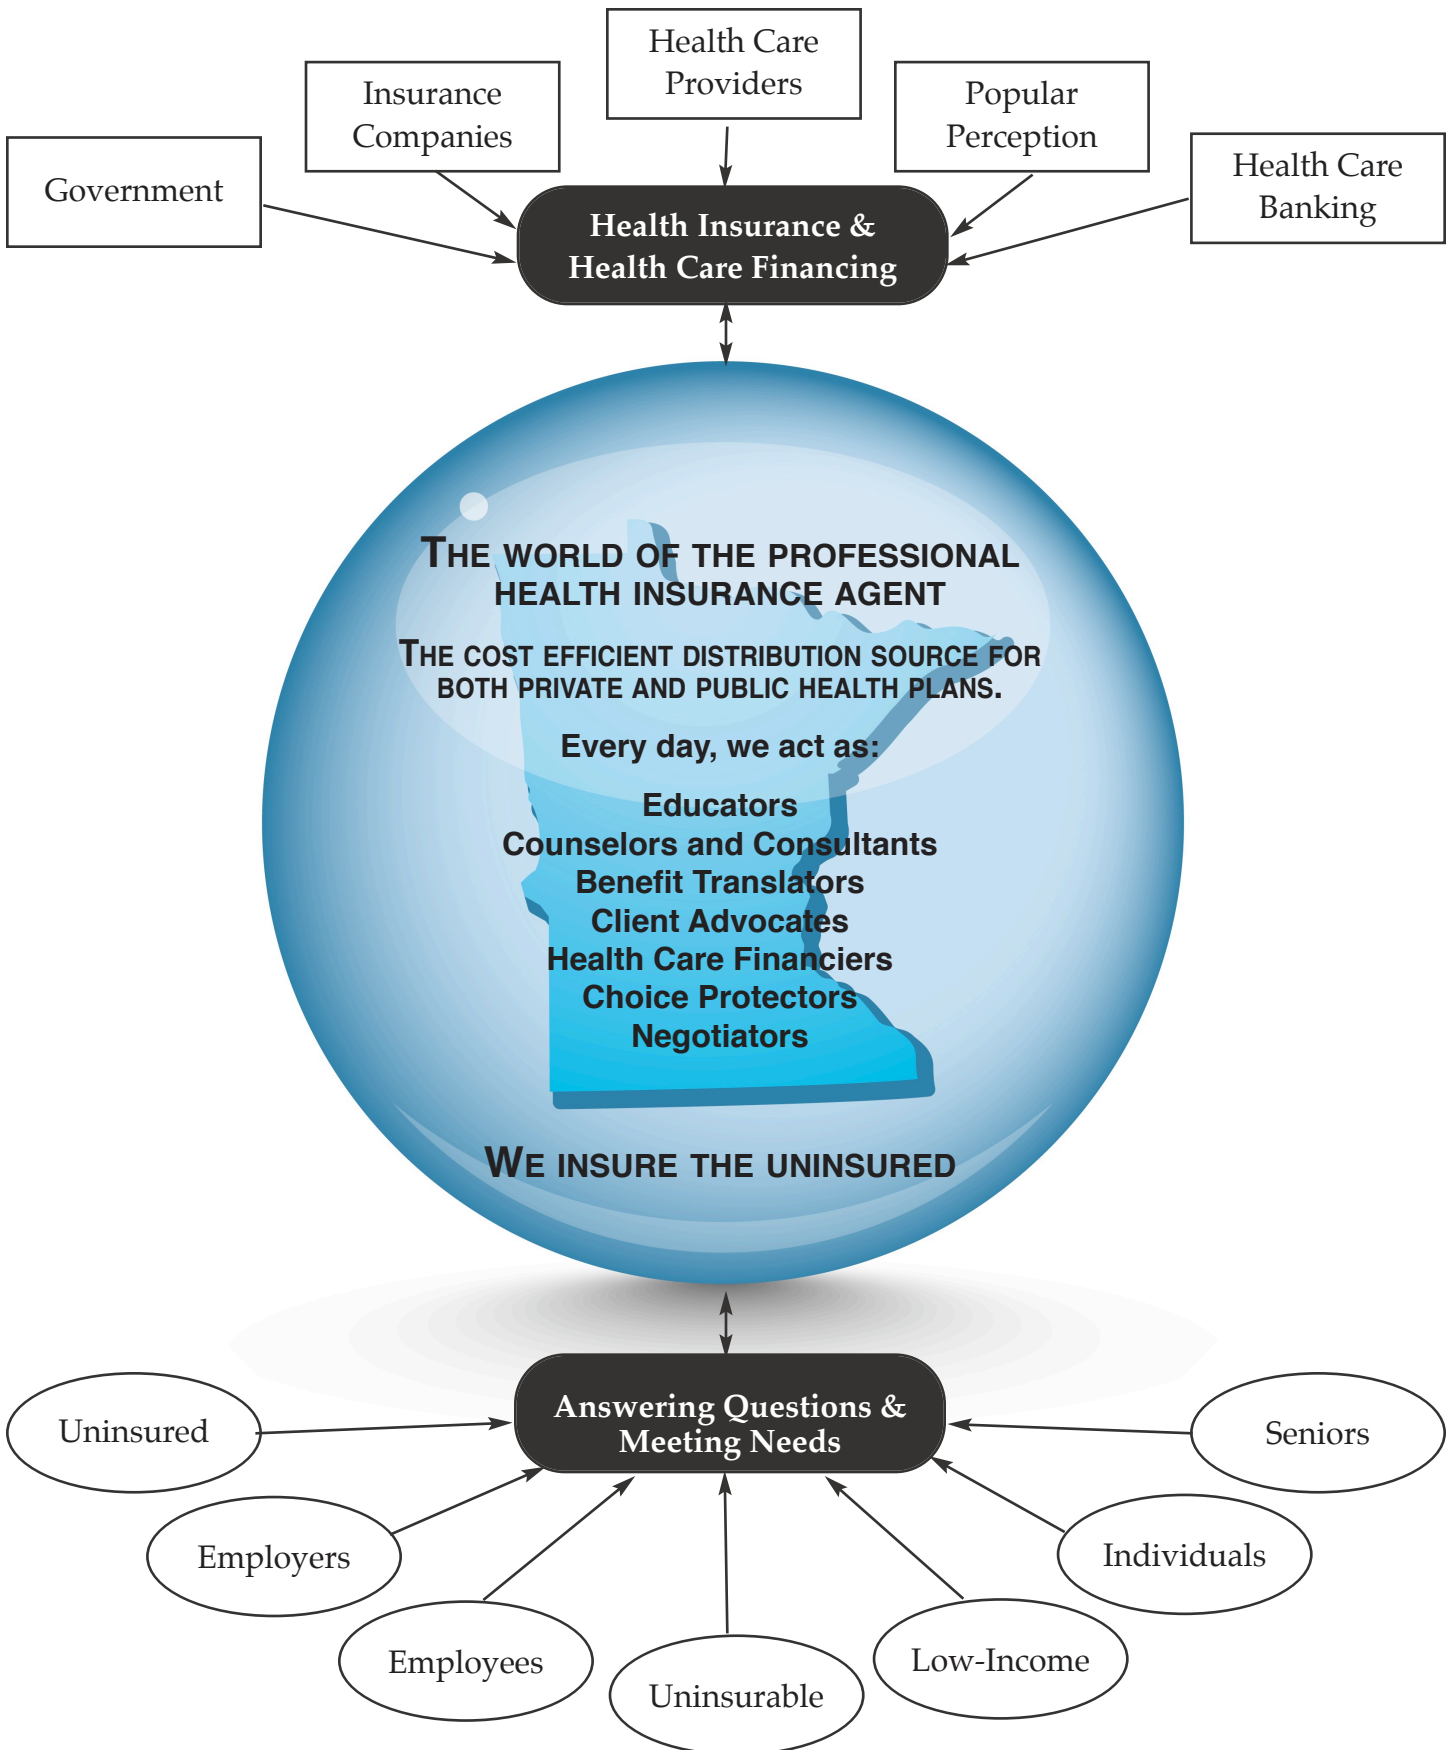 Health Care
Providers
Insurance
Companies
Popular
Perception
Government
Health Care
Banking
Health Insurance &
Health Care Financing
THE WORLD OF THE PROFESSIONAL
HEALTH INSURANCE AGENT
THE COST EFFICIENT DISTRIBUTION SOURCE FOR
BOTH PRIVATE AND PUBLIC HEALTH PLANS.
Every day, we act as:
Educators
Counselors and Consultants
Benefit Translators
Client Advocates
Health Care Financiers
Choice Protectors
Negotiators
WE INSURE THE UNINSURED
Answering Questions &
Meeting Needs
Uninsured
Seniors
Employers
Individuals
Employees
Low-Income
Uninsurable